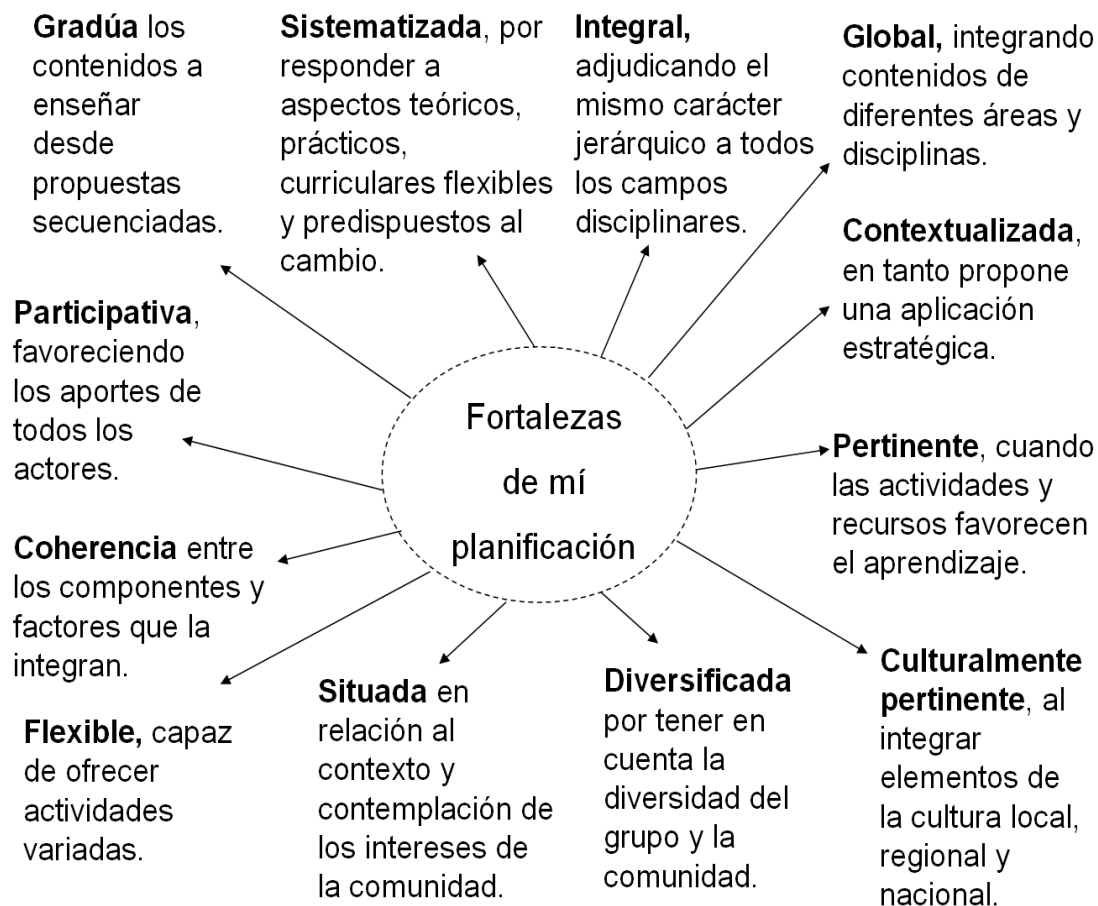 Gradúa los
contenidos a
enseñar
desde
propuestas
secuenciadas.
Sistematizada, por
responder a
aspectos teóricos,
prácticos,
curriculares flexibles
y predispuestos al
cambio.
Integral,
adjudicando el
mismo carácter
jerárquico a todos
los campos
disciplinares.
Global, integrando
contenidos de
diferentes áreas y
disciplinas.
Contextualizada,
en tanto propone
una aplicación
estratégica.
Participativa,
favoreciendo
los aportes de
todos los
actores.
Fortalezas
de mí
planificación
Pertinente, cuando
las actividades y
recursos favorecen
el aprendizaje.
Coherencia entre
los componentes y
factores que la
integran.
Flexible, capaz
de ofrecer
actividades
variadas.
Situada en
relación al
contexto y
contemplación de
los intereses de
la comunidad.
Diversificada
por tener en
cuenta la
diversidad del
grupo y la
comunidad.
Culturalmente
pertinente, al
integrar
elementos de
la cultura local,
regional y
nacional.